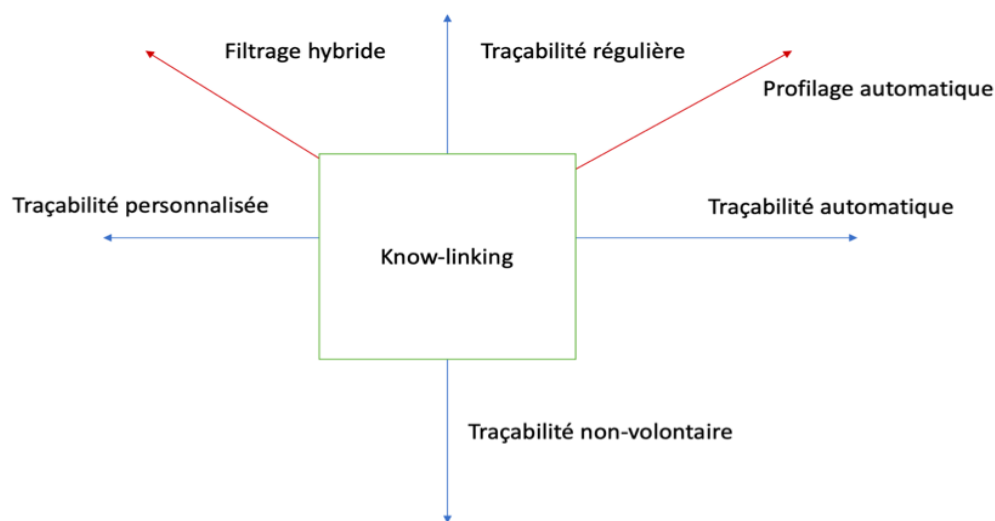 Filtrage hybride
Traçabilité régulière
Profilage automatique
Traçabilité personnalisée
Traçabilité automatique
Know-linking
Traçabilité non-volontaire